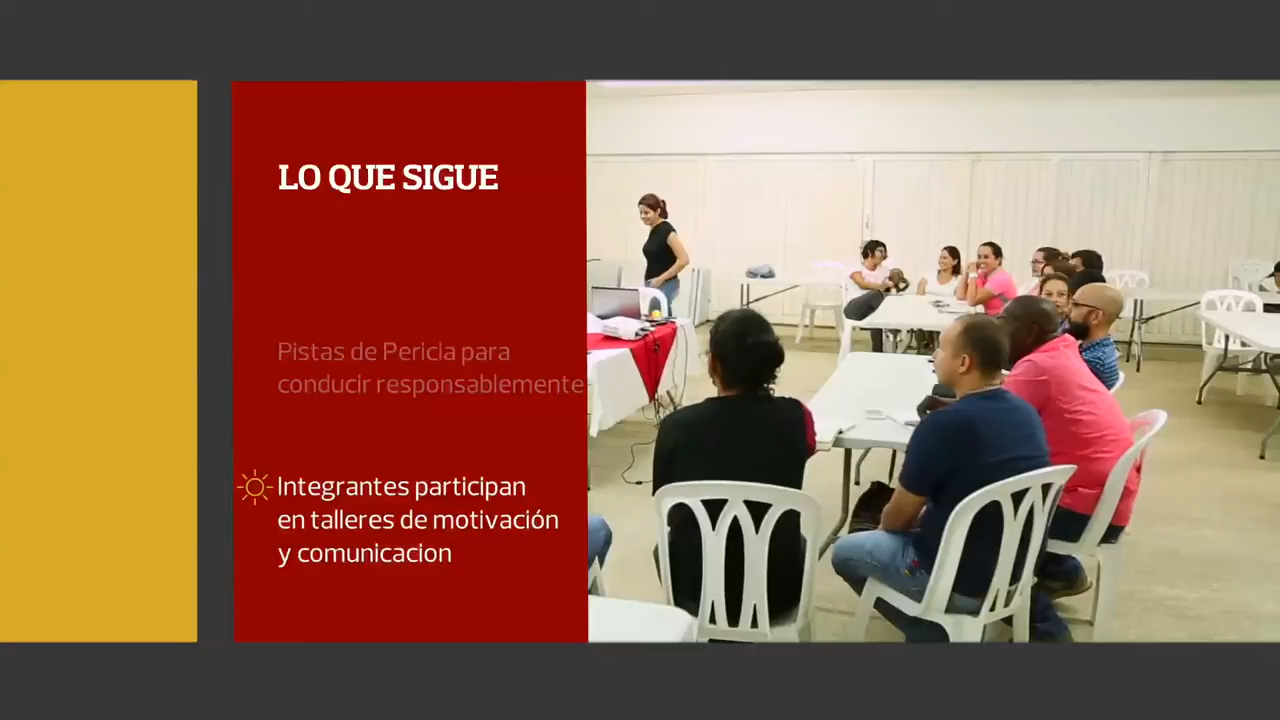 LO QUE SIGUE
Pistas de Pericia para
conducir responsablemente
Integrantes participan
en talleres de motivación
y comunicacion